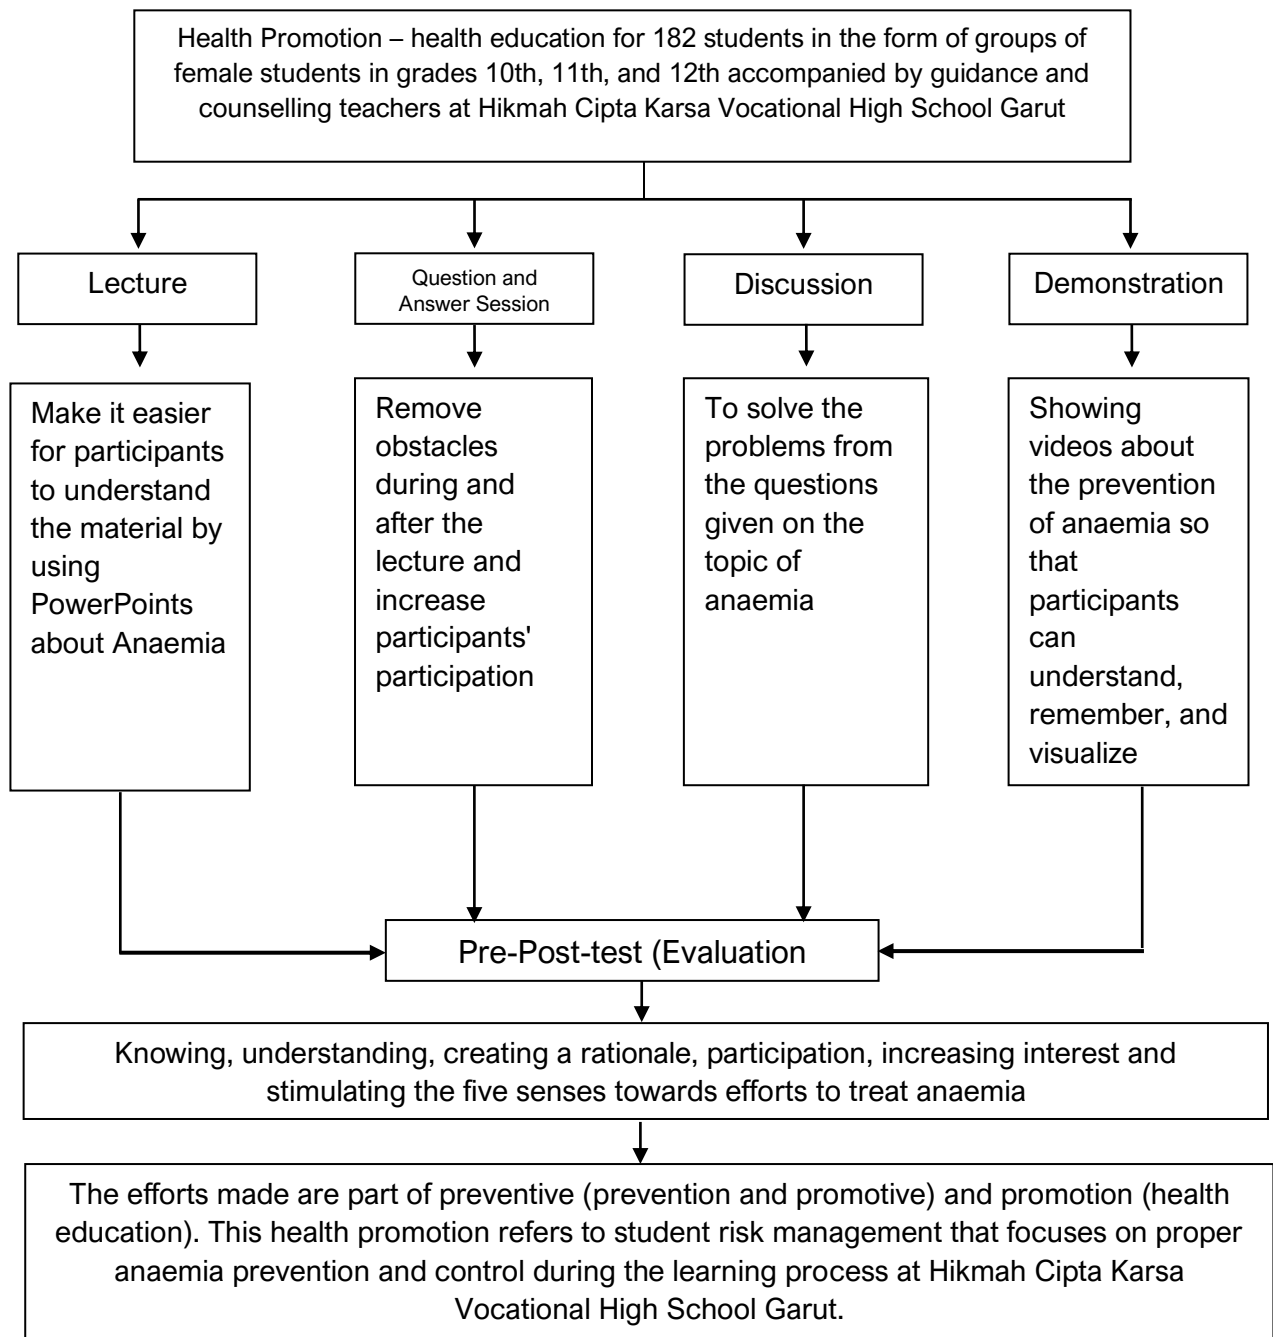 Health Promotion – health education for 182 students in the form of groups of
female students in grades 10th, 11th, and 12th accompanied by guidance and
counselling teachers at Hikmah Cipta Karsa Vocational High School Garut
Lecture
Question and
Answer Session
Discussion
Demonstration
Make it easier
for participants
to understand
the material by
using
PowerPoints
about Anaemia
Remove
obstacles
during and
after the
lecture and
increase
participants'
participation
To solve the
problems from
the questions
given on the
topic of
anaemia
Showing
videos about
the prevention
of anaemia so
that
participants
can
understand,
remember, and
visualize
Pre-Post-test (Evaluation
Knowing, understanding, creating a rationale, participation, increasing interest and
stimulating the five senses towards efforts to treat anaemia
The efforts made are part of preventive (prevention and promotive) and promotion (health
education). This health promotion refers to student risk management that focuses on proper
anaemia prevention and control during the learning process at Hikmah Cipta Karsa
Vocational High School Garut.